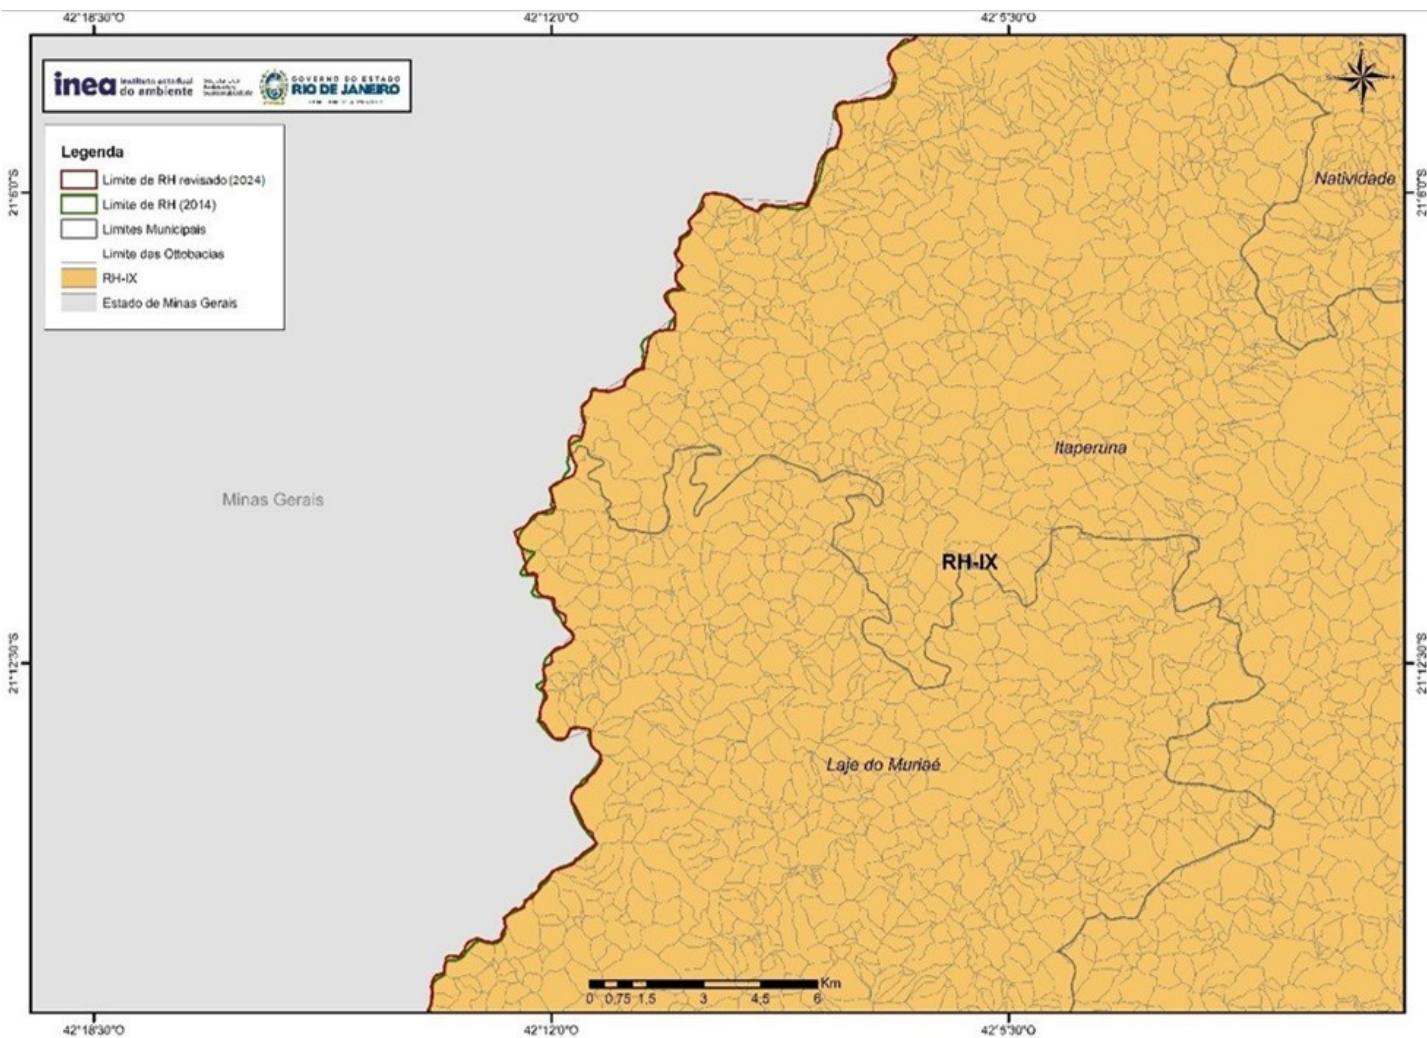 42°18'30"O
42°12'0"O
42°5'30"O
inea instituto estadual
do ambiente
GOVERNO DO ESTADO
RIO DE JANEIRO
Legenda
Limite de RH revisado (2024)
Limite de RH (2014)
Limites Municipais
Limite das Ottobacias
RH-IX
Estado de Minas Gerais
21°6'0"S
21°6'0"S
Natividade
Itaperuna
Minas Gerais
RH-IX
21°12'30"S
21°12'30"S
Laje do Muriaé
Km
0 0,75 1,5 3 4,5 6
42°18'30"O
42°12'0"O
42°5'30"O